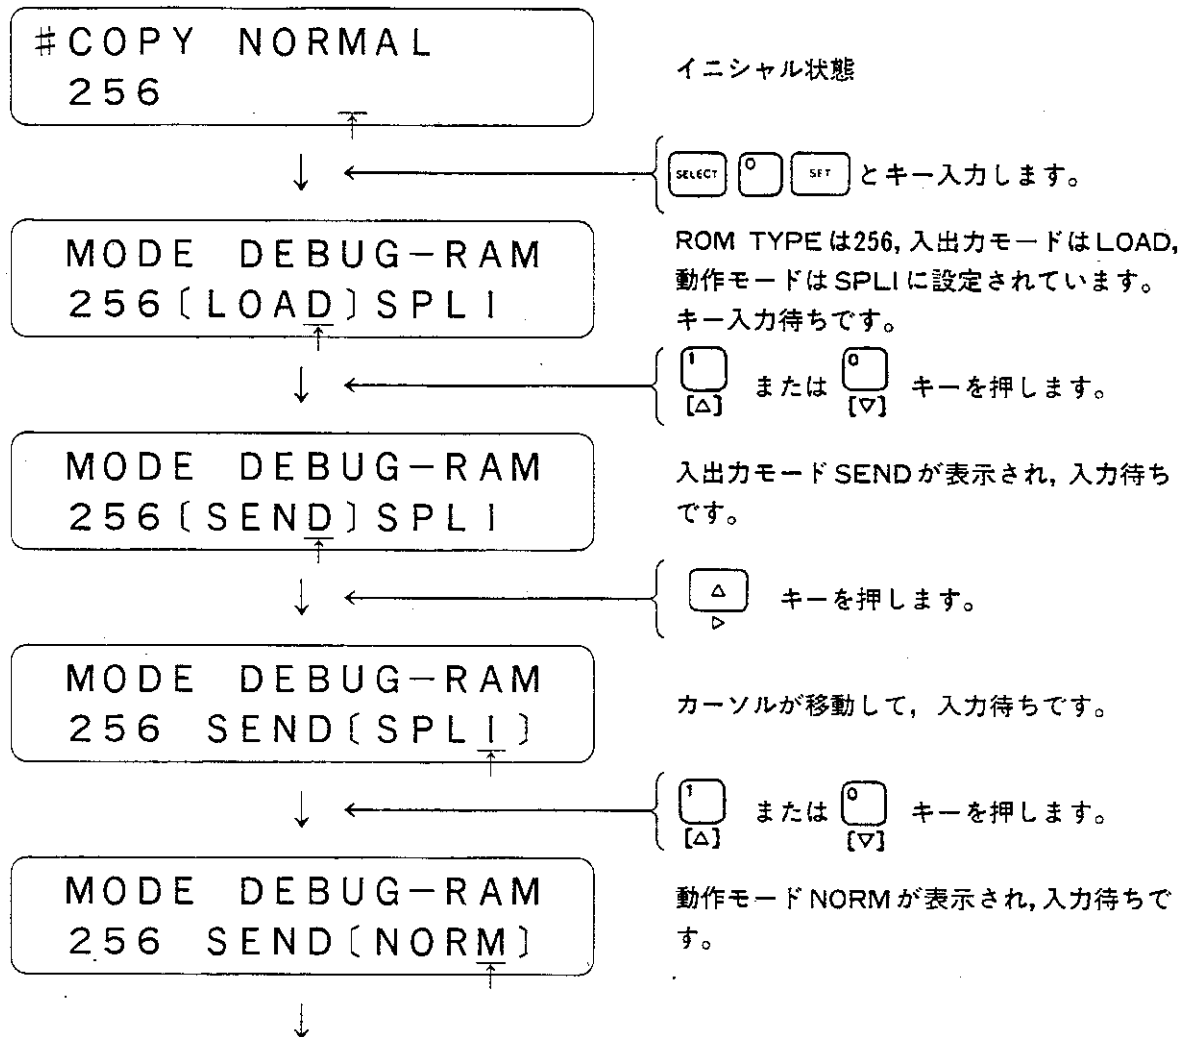 #COPY NORMAL
256
イニシャル状態
SELECT 0 SET とキー入力します。
MODE DEBUG-RAM
256[LOAD]SPLI
ROM TYPEは256, 入出力モードはLOAD,
動作モードはSPLIに設定されています。
キー入力待ちです。
1 または 0 キーを押します。
[△] [▽]
MODE DEBUG-RAM
256[SEND]SPLI
入出力モードSENDが表示され, 入力待ち
です。
△ キーを押します。
▷
MODE DEBUG-RAM
256 SEND[SPLI]
カーソルが移動して, 入力待ちです。
1 または 0 キーを押します。
[△] [▽]
MODE DEBUG-RAM
256 SEND[NORM]
動作モードNORMが表示され, 入力待ちで
す。